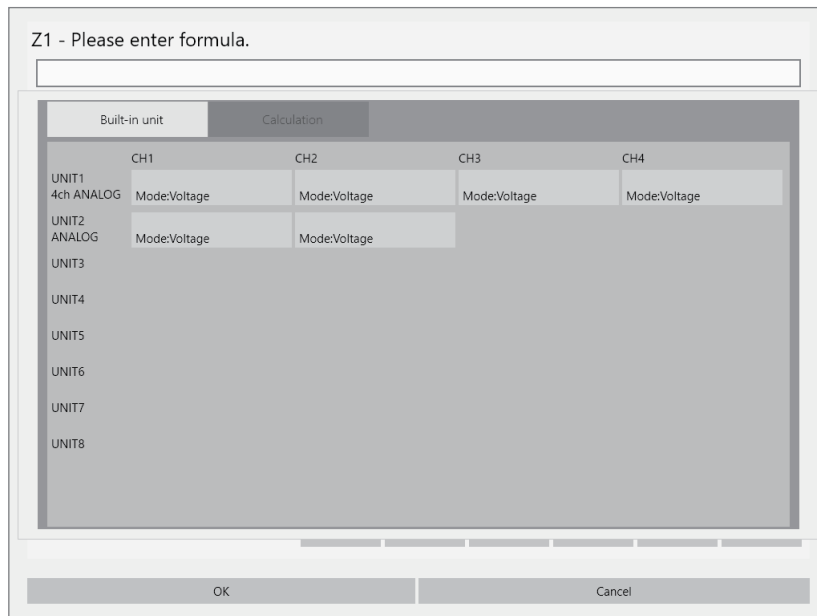 Z1 - Please enter formula.
Built-in unit Calculation
CH1 CH2 CH3 CH4
UNIT1
4ch ANALOG Mode:Voltage Mode:Voltage Mode:Voltage Mode:Voltage
UNIT2
ANALOG Mode:Voltage Mode:Voltage
UNIT3
UNIT4
UNIT5
UNIT6
UNIT7
UNIT8
OK Cancel